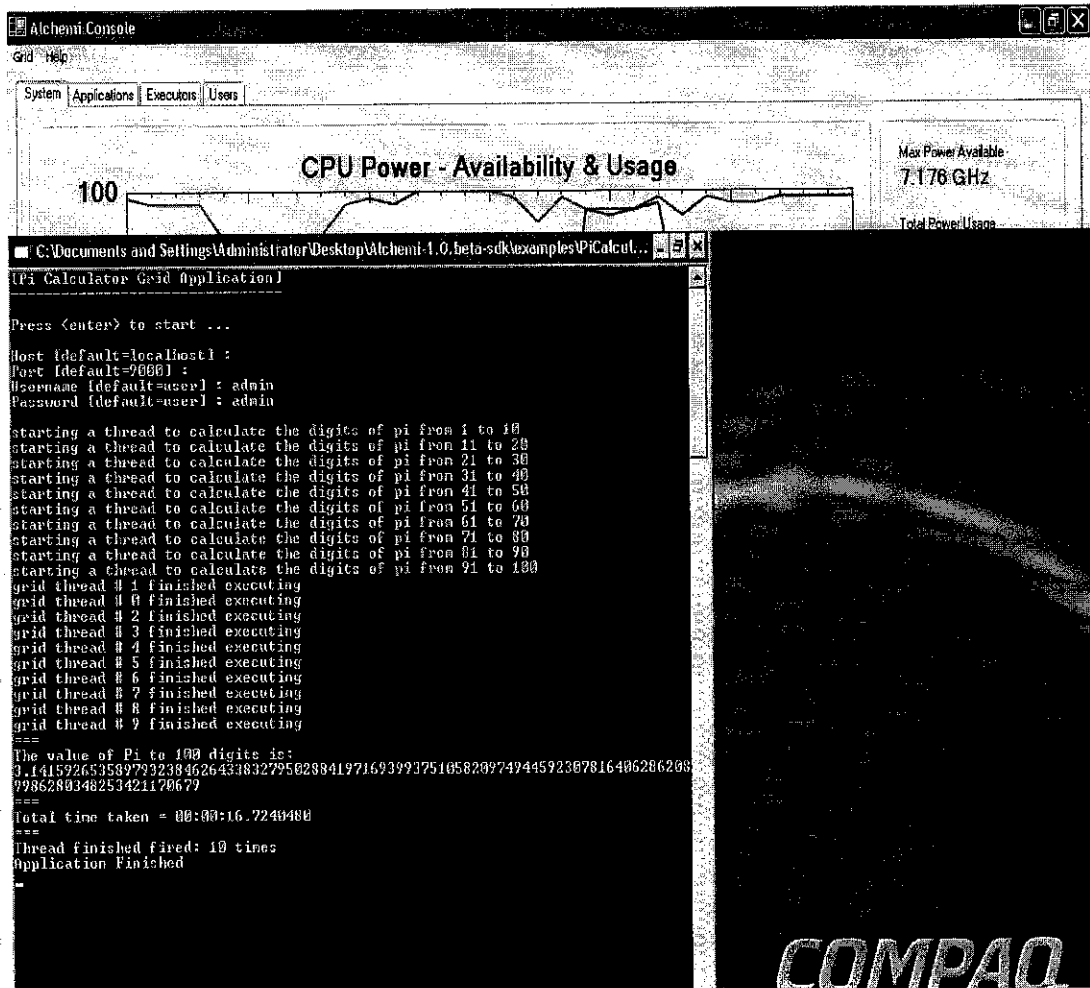 Alchemi.Console
Grid Help
System Applications Executors Users
CPU Power - Availability & Usage
100
Max Power Available
7.176 GHz
Total Power Usage
C:\Documents and Settings\Administrator\Desktop\Alchemi-1.0.beta-sdk\examples\PiCalcul...
[Pi Calculator Grid Application]
--------------------------------
Press <enter> to start ...
Host [default=localhost] :
Port [default=9000] :
Username [default=user] : admin
Password [default=user] : admin
starting a thread to calculate the digits of pi from 1 to 10
starting a thread to calculate the digits of pi from 11 to 20
starting a thread to calculate the digits of pi from 21 to 30
starting a thread to calculate the digits of pi from 31 to 40
starting a thread to calculate the digits of pi from 41 to 50
starting a thread to calculate the digits of pi from 51 to 60
starting a thread to calculate the digits of pi from 61 to 70
starting a thread to calculate the digits of pi from 71 to 80
starting a thread to calculate the digits of pi from 81 to 90
starting a thread to calculate the digits of pi from 91 to 100
grid thread # 1 finished executing
grid thread # 0 finished executing
grid thread # 2 finished executing
grid thread # 3 finished executing
grid thread # 4 finished executing
grid thread # 5 finished executing
grid thread # 6 finished executing
grid thread # 7 finished executing
grid thread # 8 finished executing
grid thread # 9 finished executing
===
The value of Pi to 100 digits is:
3.14159265358979323846264338327950288419716939937510582097494459230781640628620899
99862803482534211170679
===
Total time taken = 00:00:16.7240480
===
Thread finished fired: 10 times
Application Finished
COMPAQ